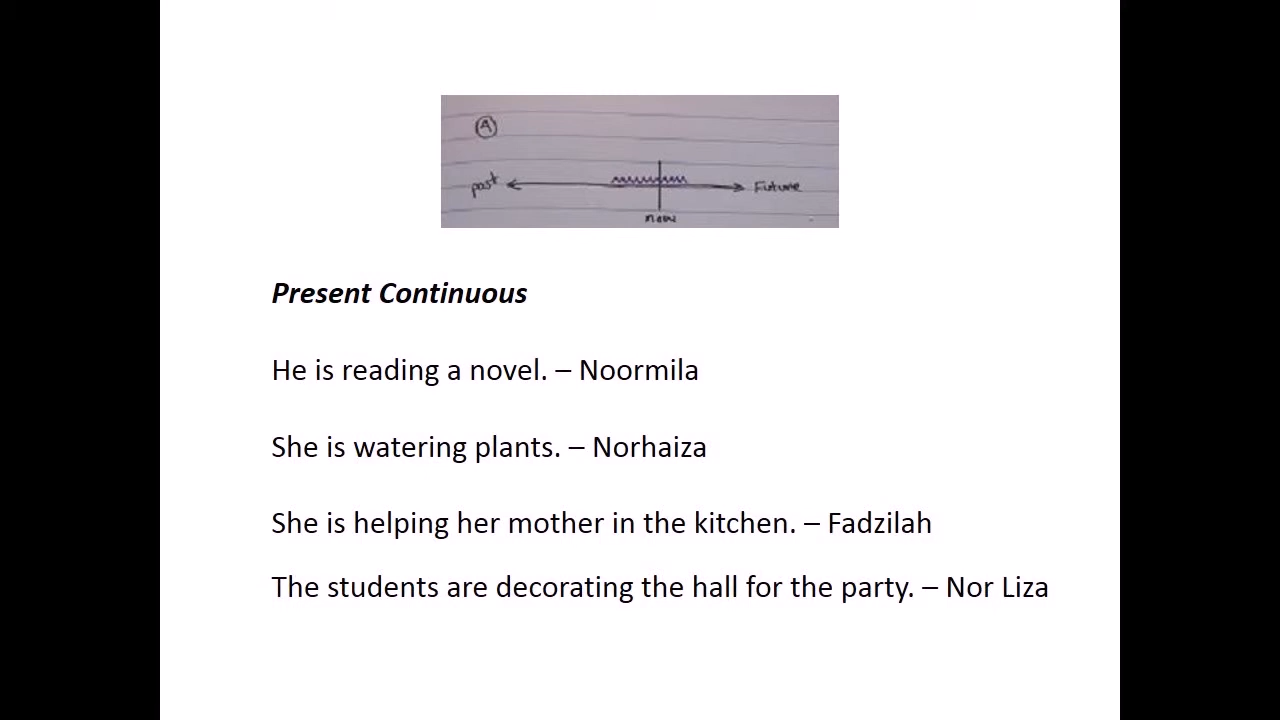 A
past Future
now
Present Continuous
He is reading a novel. – Noormila
She is watering plants. – Norhaiza
She is helping her mother in the kitchen. – Fadzilah
The students are decorating the hall for the party. – Nor Liza